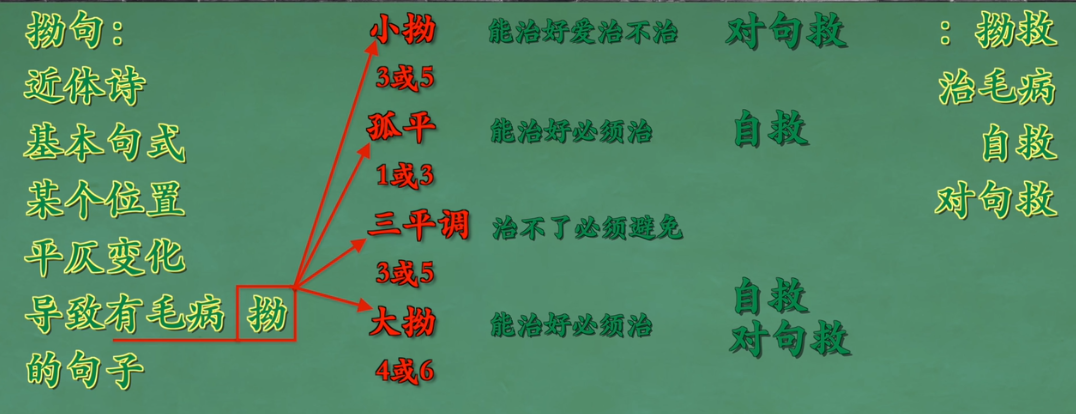 拗句：
近体诗
基本句式
某个位置
平仄变化
导致有毛病 拗
的句子
小拗 能治好爱治不治 对句救
3或5
孤平 能治好必须治 自救
1或3
三平调 治不了必须避免
3或5
大拗 能治好必须治 自救
对句救
4或6
：拗救
治毛病
自救
对句救